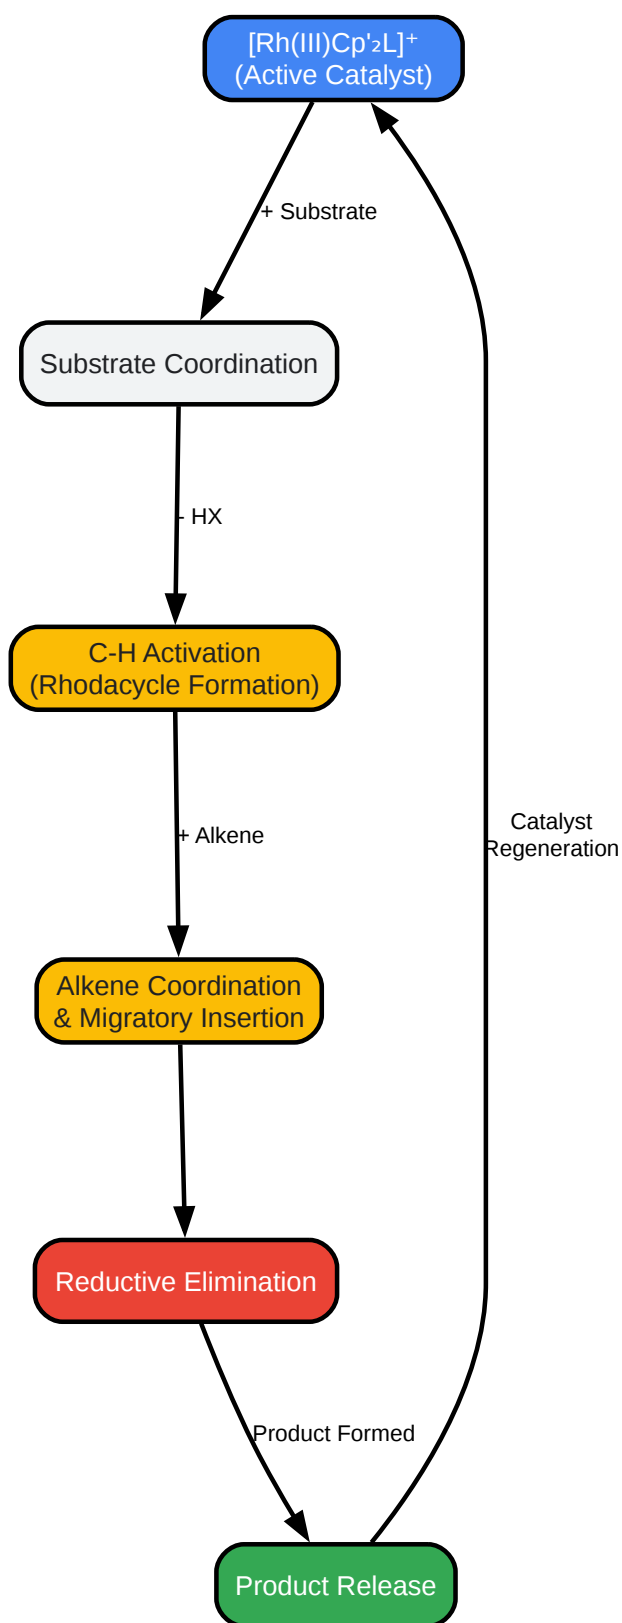 [Rh(III)Cp'₂L]⁺
(Active Catalyst)
+ Substrate
Substrate Coordination
- HX
C-H Activation
(Rhodacycle Formation)
+ Alkene
Catalyst
Regeneration
Alkene Coordination
& Migratory Insertion
Reductive Elimination
Product Formed
Product Release